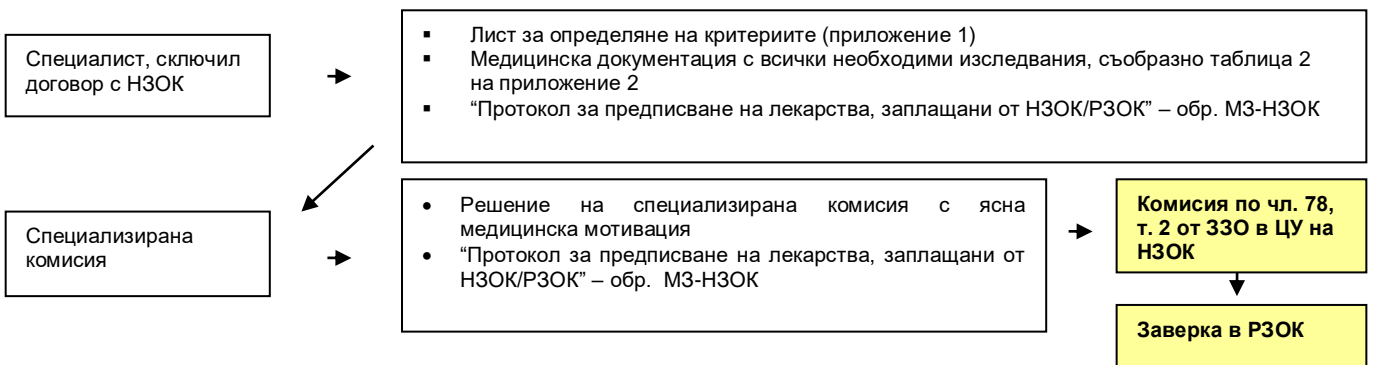 Специалист, сключил
договор с НЗОК
▪ Лист за определяне на критериите (приложение 1)
▪ Медицинска документация с всички необходими изследвания, съобразно таблица 2
на приложение 2
▪ “Протокол за предписване на лекарства, заплащани от НЗОК/РЗОК” – обр. МЗ-НЗОК
Специализирана
комисия
• Решение на специализирана комисия с ясна
медицинска мотивация
• “Протокол за предписване на лекарства, заплащани от
НЗОК/РЗОК” – обр. МЗ-НЗОК
Комисия по чл. 78,
т. 2 от ЗЗО в ЦУ на
НЗОК
Заверка в РЗОК